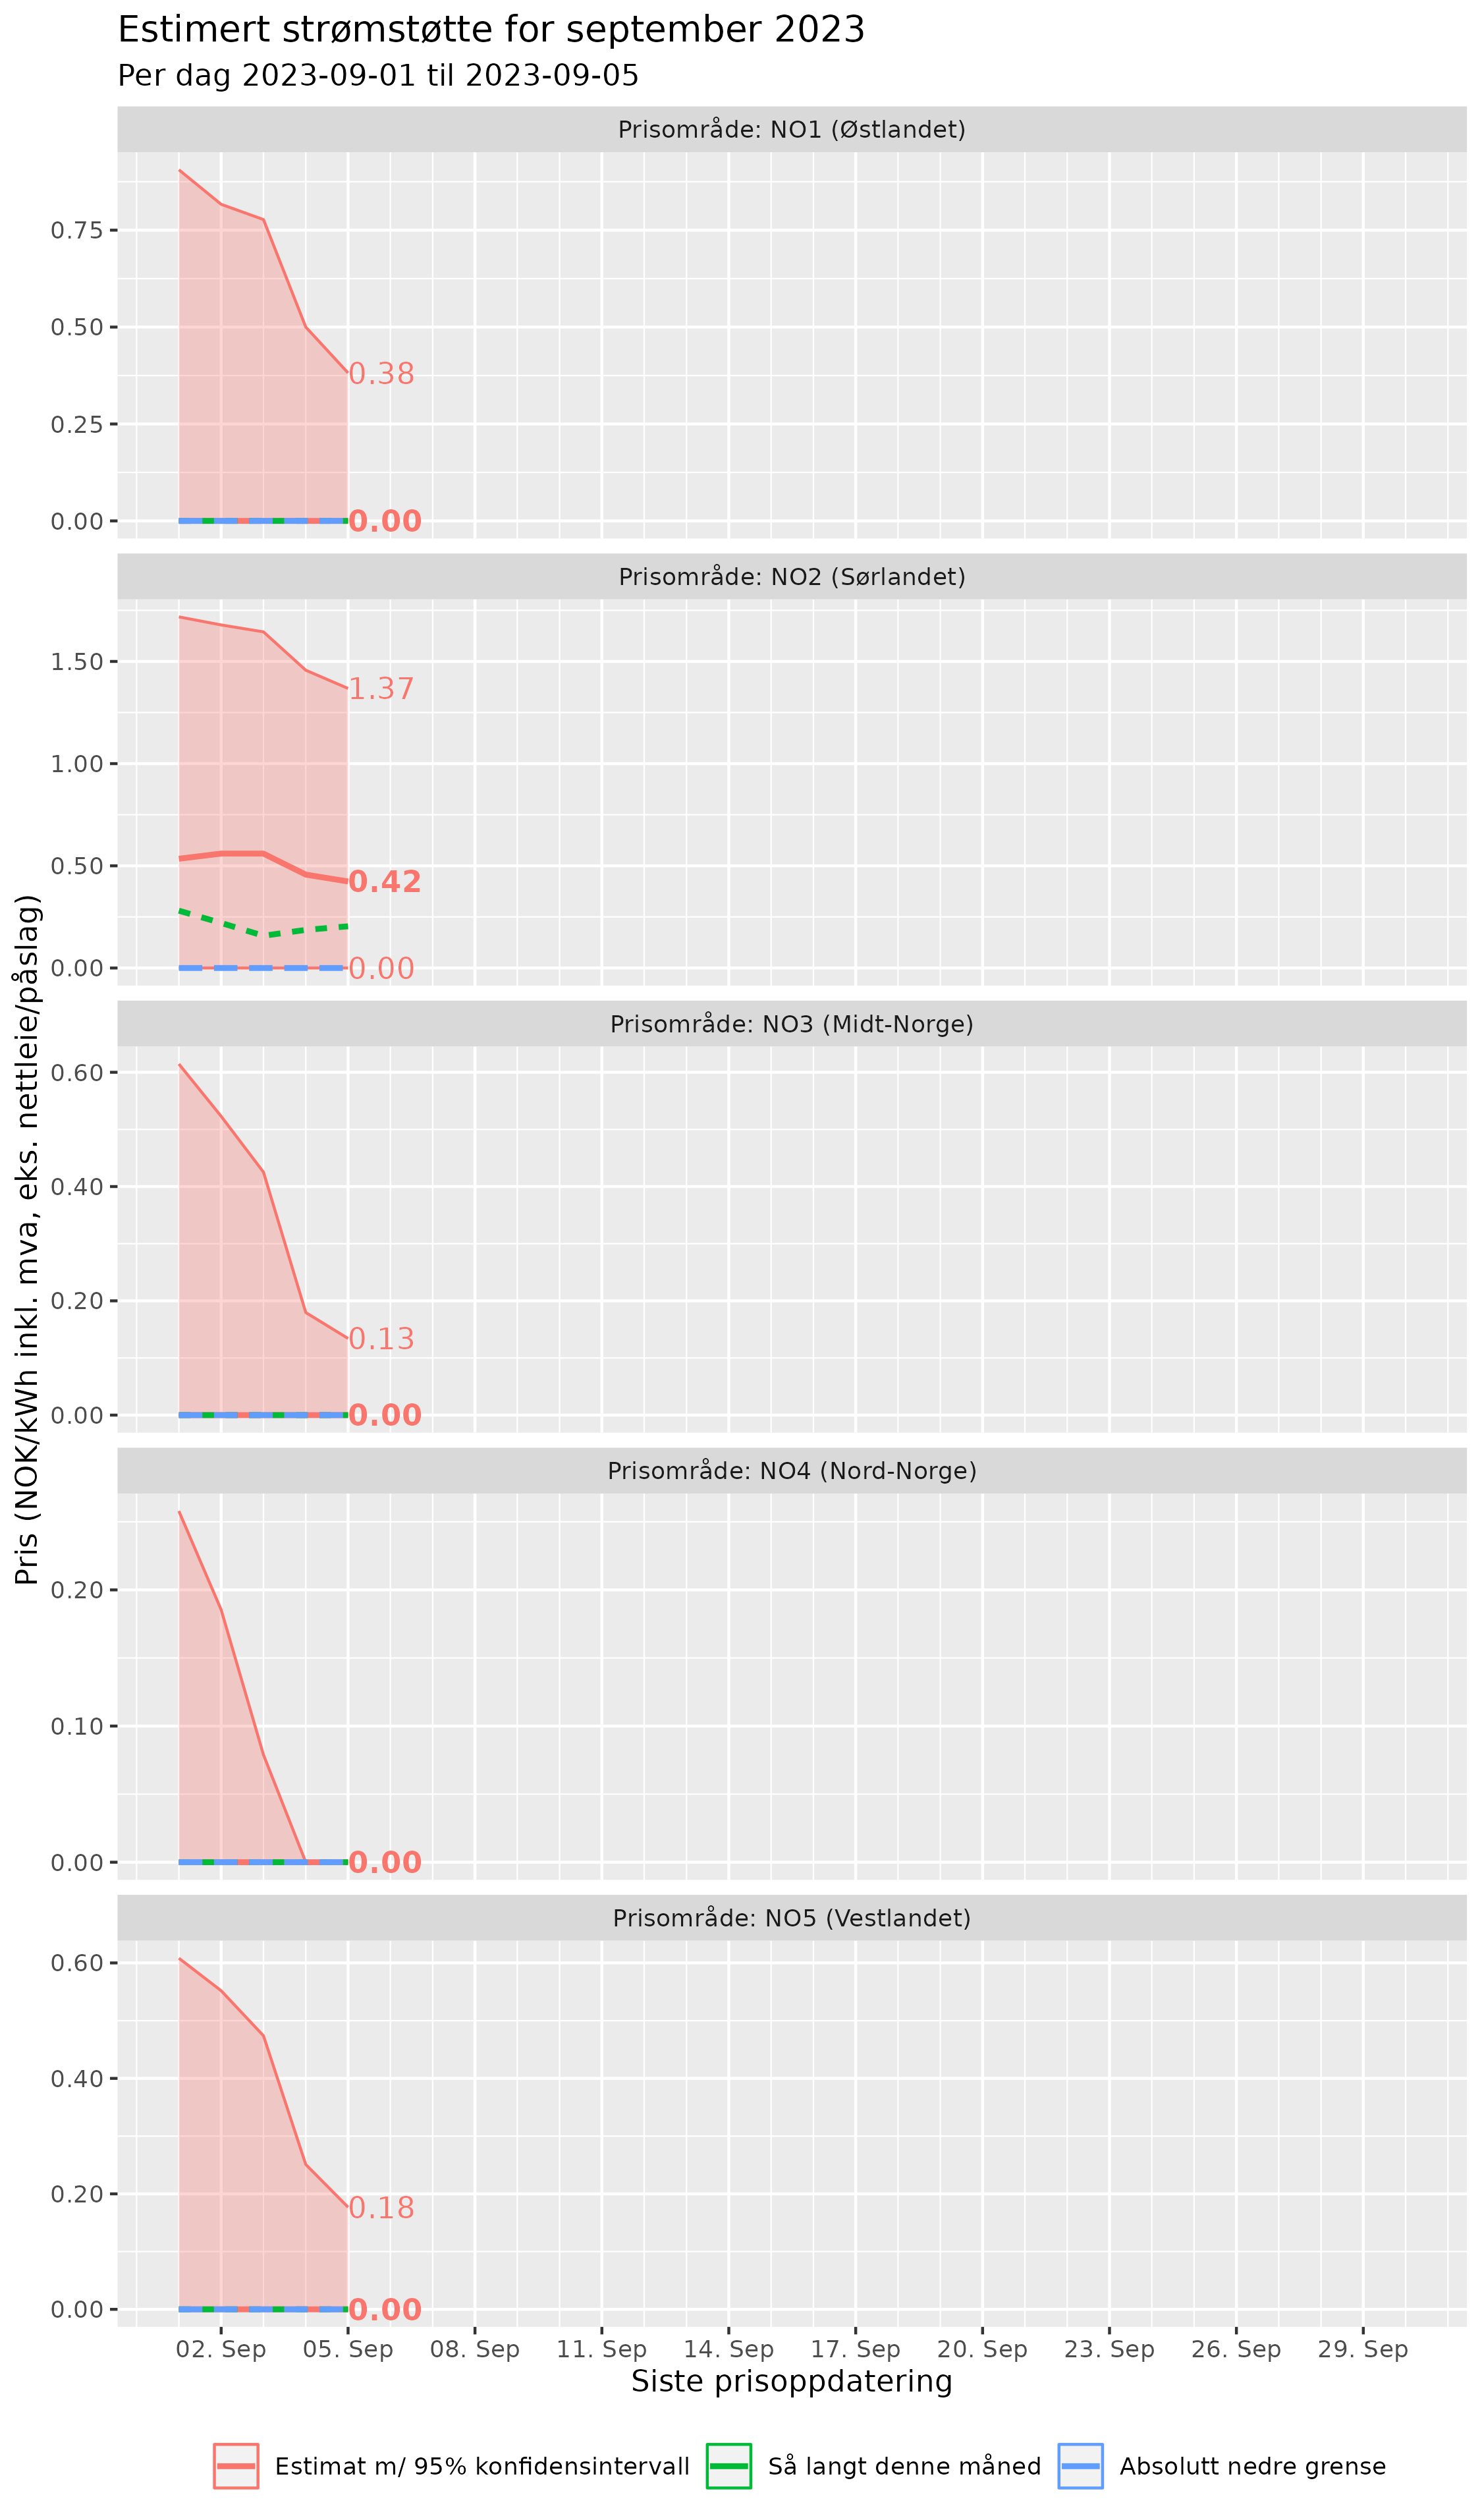 Estimert strømstøtte for september 2023
Per dag 2023-09-01 til 2023-09-05
Pris (NOK/kWh inkl. mva, eks. nettleie/påslag)
Prisområde: NO1 (Østlandet)
0.75
0.50
0.25
0.00
0.38
0.00
Prisområde: NO2 (Sørlandet)
1.50
1.00
0.50
0.00
1.37
0.42
0.00
Prisområde: NO3 (Midt-Norge)
0.60
0.40
0.20
0.00
0.13
0.00
Prisområde: NO4 (Nord-Norge)
0.20
0.10
0.00
0.00
Prisområde: NO5 (Vestlandet)
0.60
0.40
0.20
0.00
0.18
0.00
02. Sep 05. Sep 08. Sep 11. Sep 14. Sep 17. Sep 20. Sep 23. Sep 26. Sep 29. Sep
Siste prisoppdatering
Estimat m/ 95% konfidensintervall Så langt denne måned Absolutt nedre grense